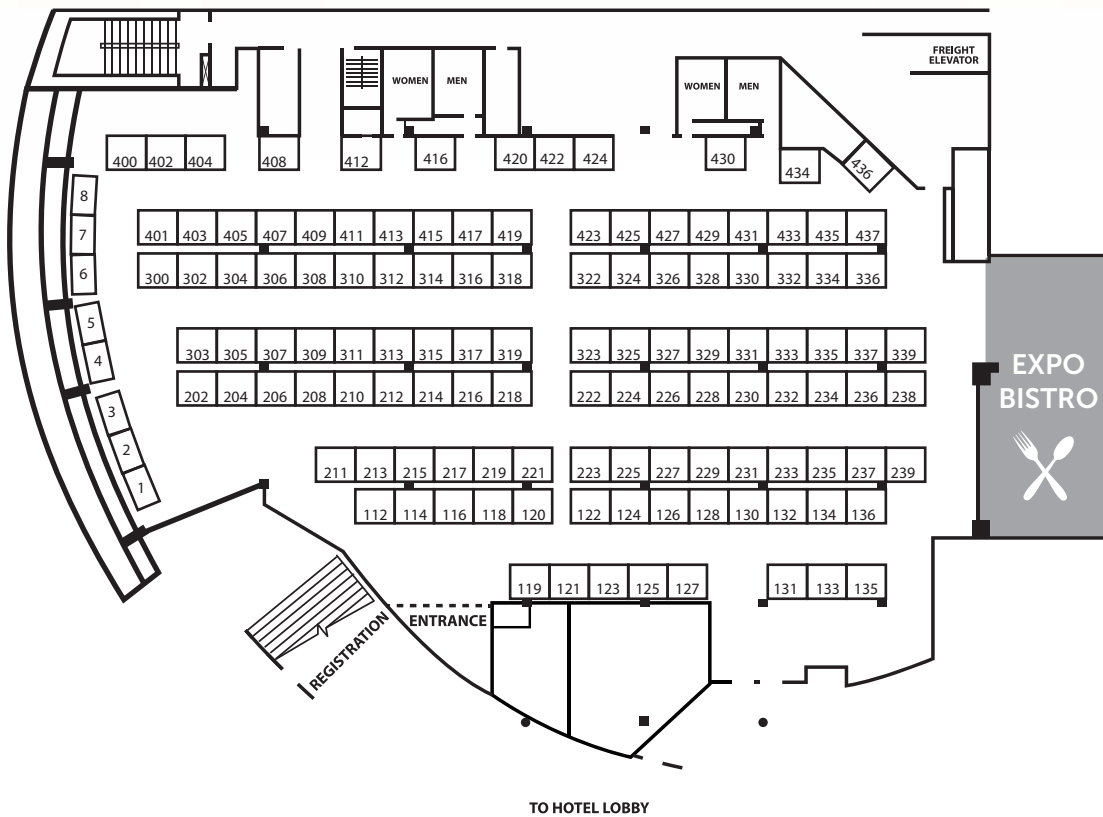 FREIGHT
ELEVATOR
WOMEN MEN
WOMEN MEN
400 402 404 408 412 416 420 422 424 430 434 436
8
7
6
5
4
3
2
1
401 403 405 407 409 411 413 415 417 419 423 425 427 429 431 433 435 437
300 302 304 306 308 310 312 314 316 318 322 324 326 328 330 332 334 336
303 305 307 309 311 313 315 317 319 323 325 327 329 331 333 335 337 339
202 204 206 208 210 212 214 216 218 222 224 226 228 230 232 234 236 238
EXPO
BISTRO
211 213 215 217 219 221 223 225 227 229 231 233 235 237 239
112 114 116 118 120 122 124 126 128 130 132 134 136
119 121 123 125 127 131 133 135
ENTRANCE
REGISTRATION
TO HOTEL LOBBY